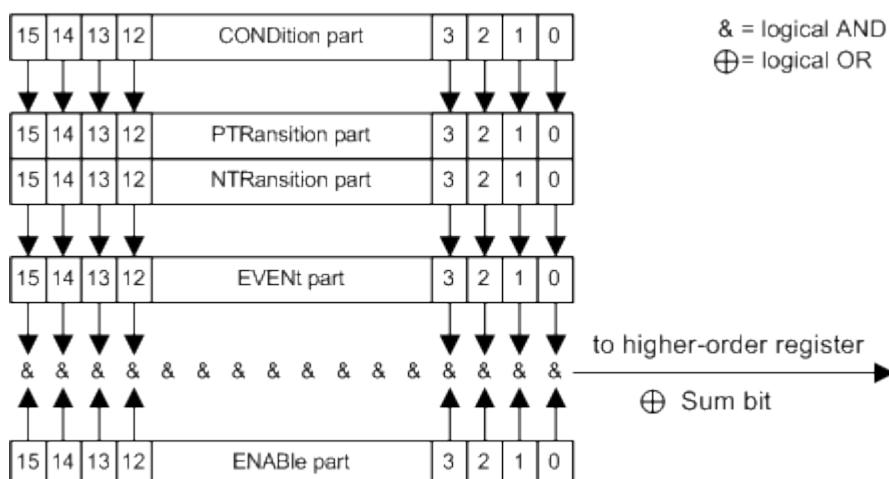 15 14 13 12 CONDition part 3 2 1 0
& = logical AND
⊕= logical OR
15 14 13 12 PTRansition part 3 2 1 0
15 14 13 12 NTRansition part 3 2 1 0
15 14 13 12 EVENt part 3 2 1 0
& & & & & & & & & & & & & & & &
to higher-order register
⊕ Sum bit
15 14 13 12 ENABle part 3 2 1 0